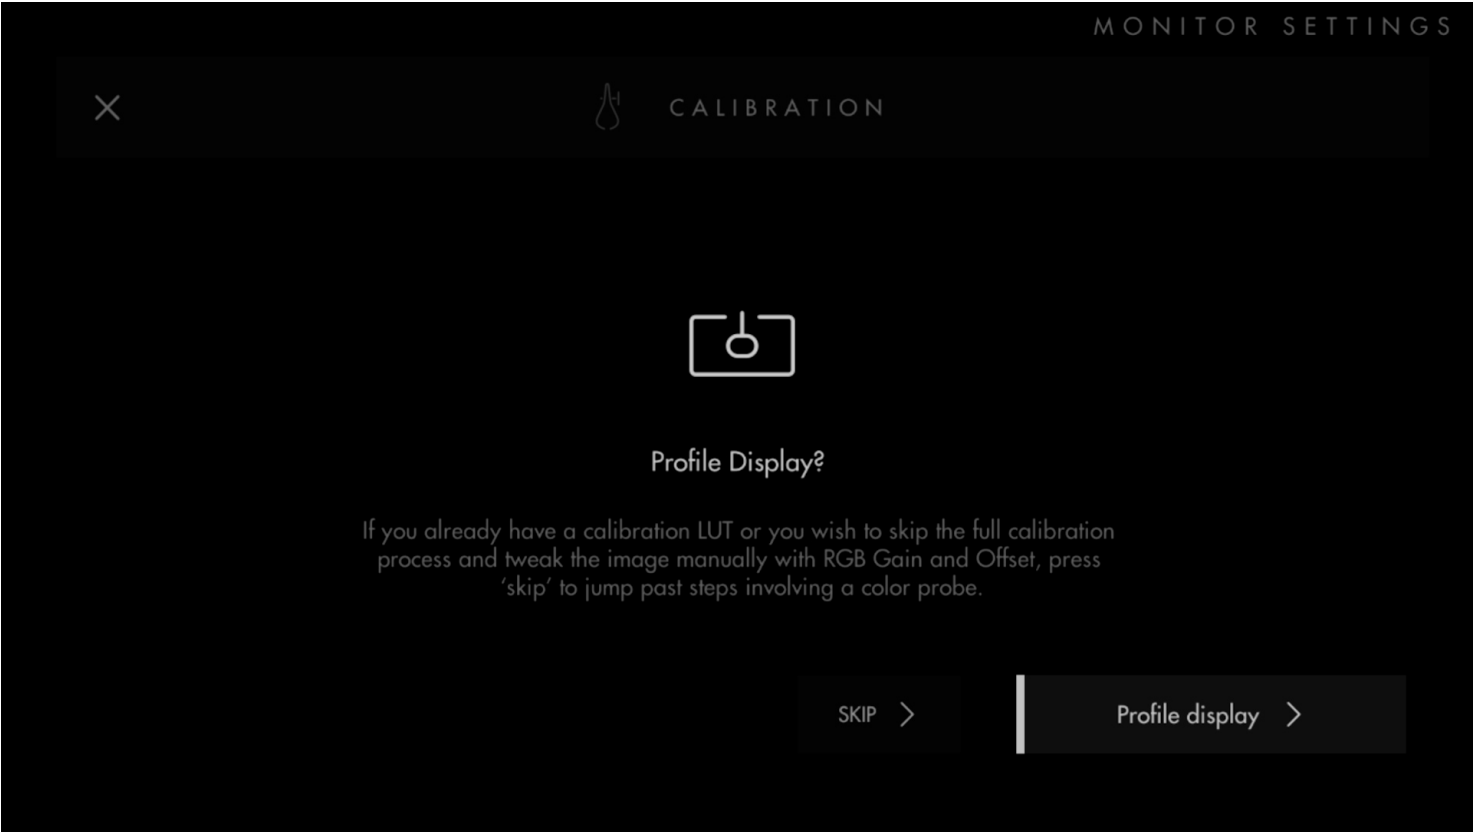 MONITOR SETTINGS
CALIBRATION
Profile Display?
If you already have a calibration LUT or you wish to skip the full calibration
process and tweak the image manually with RGB Gain and Offset, press
‘skip’ to jump past steps involving a color probe.
SKIP
Profile display